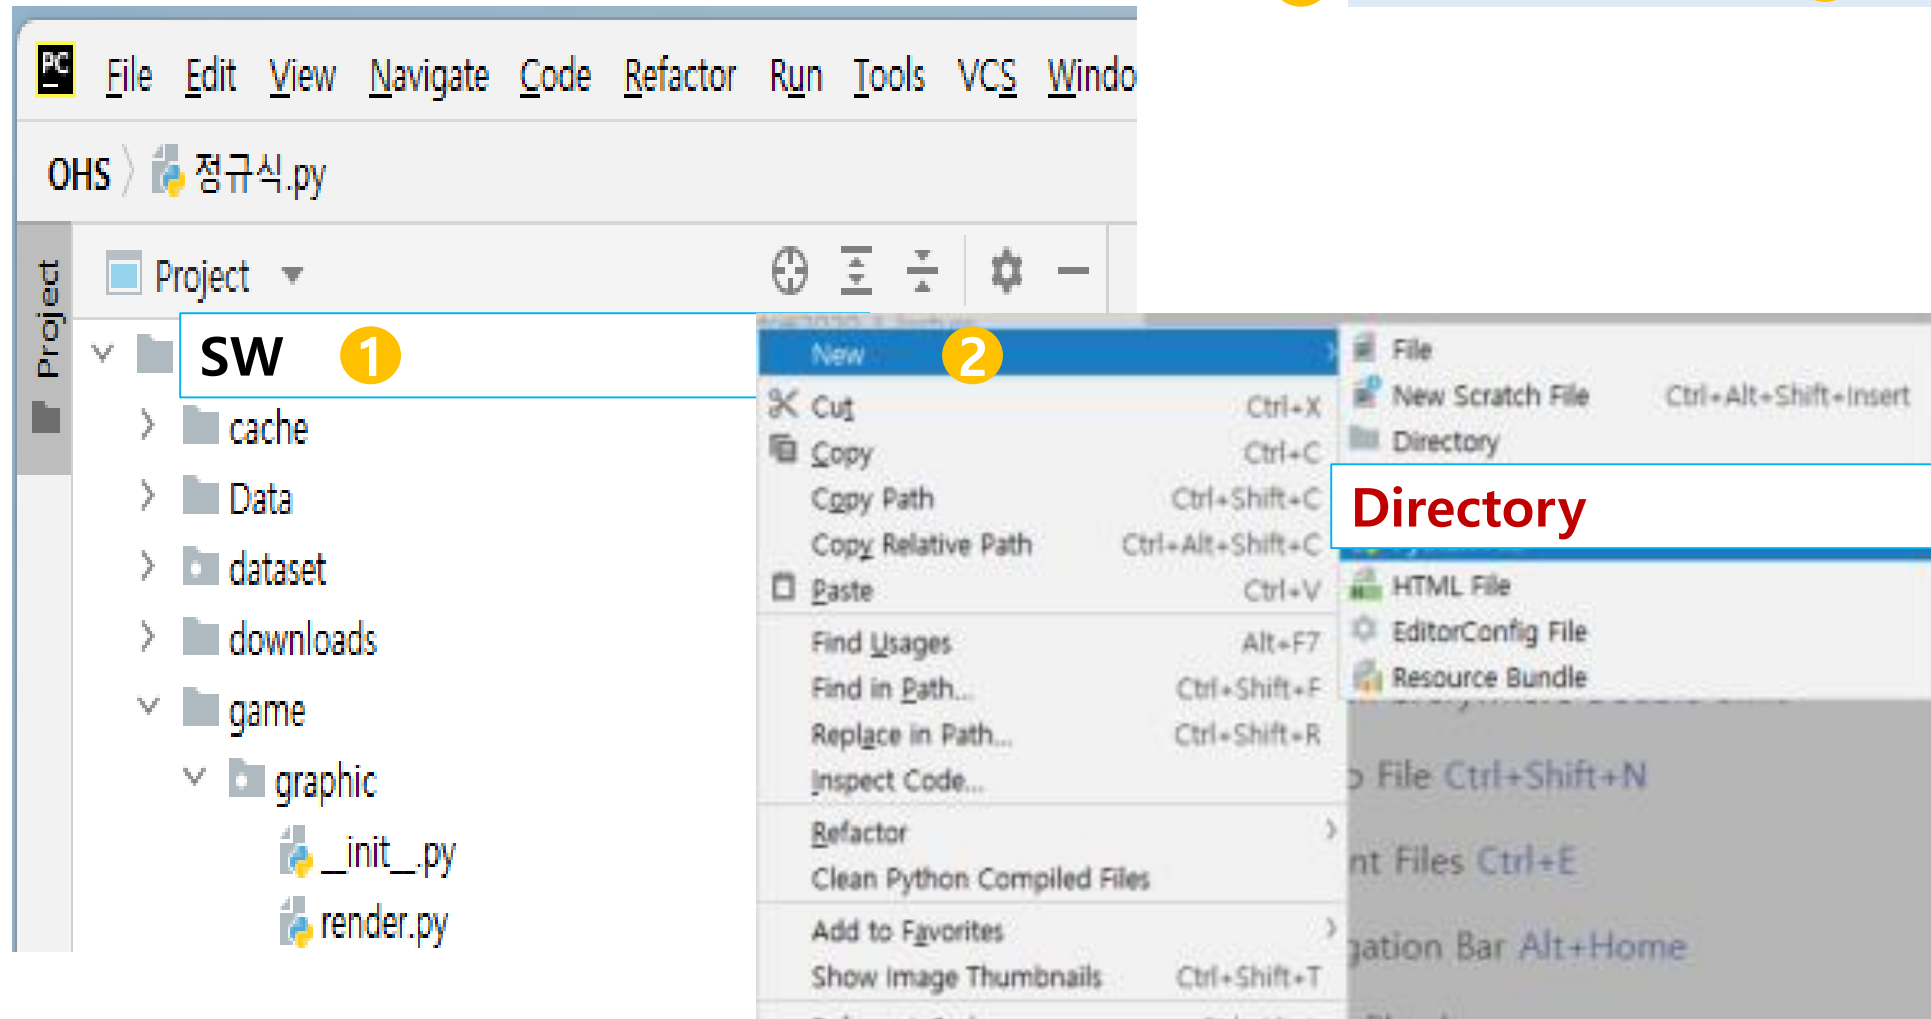 PC File Edit View Navigate Code Refactor Run Tools VCS Windo
OHS 정규식.py
Project
Project
SW 1
cache
Data
dataset
downloads
game
graphic
__init__.py
render.py
New 2
Cut Ctrl+X
Copy Ctrl+C
Copy Path Ctrl+Shift+C
Copy Relative Path Ctrl+Alt+Shift+C
Paste Ctrl+V
Find Usages Alt+F7
Find in Path... Ctrl+Shift+F
Replace in Path... Ctrl+Shift+R
Inspect Code...
Refactor
Clean Python Compiled Files
Add to Favorites
Show Image Thumbnails Ctrl+Shift+T
File
New Scratch File Ctrl+Alt+Shift+Insert
Directory
Directory
HTML File
EditorConfig File
Resource Bundle
File Ctrl+Shift+N
nt Files Ctrl+E
gation Bar Alt+Home